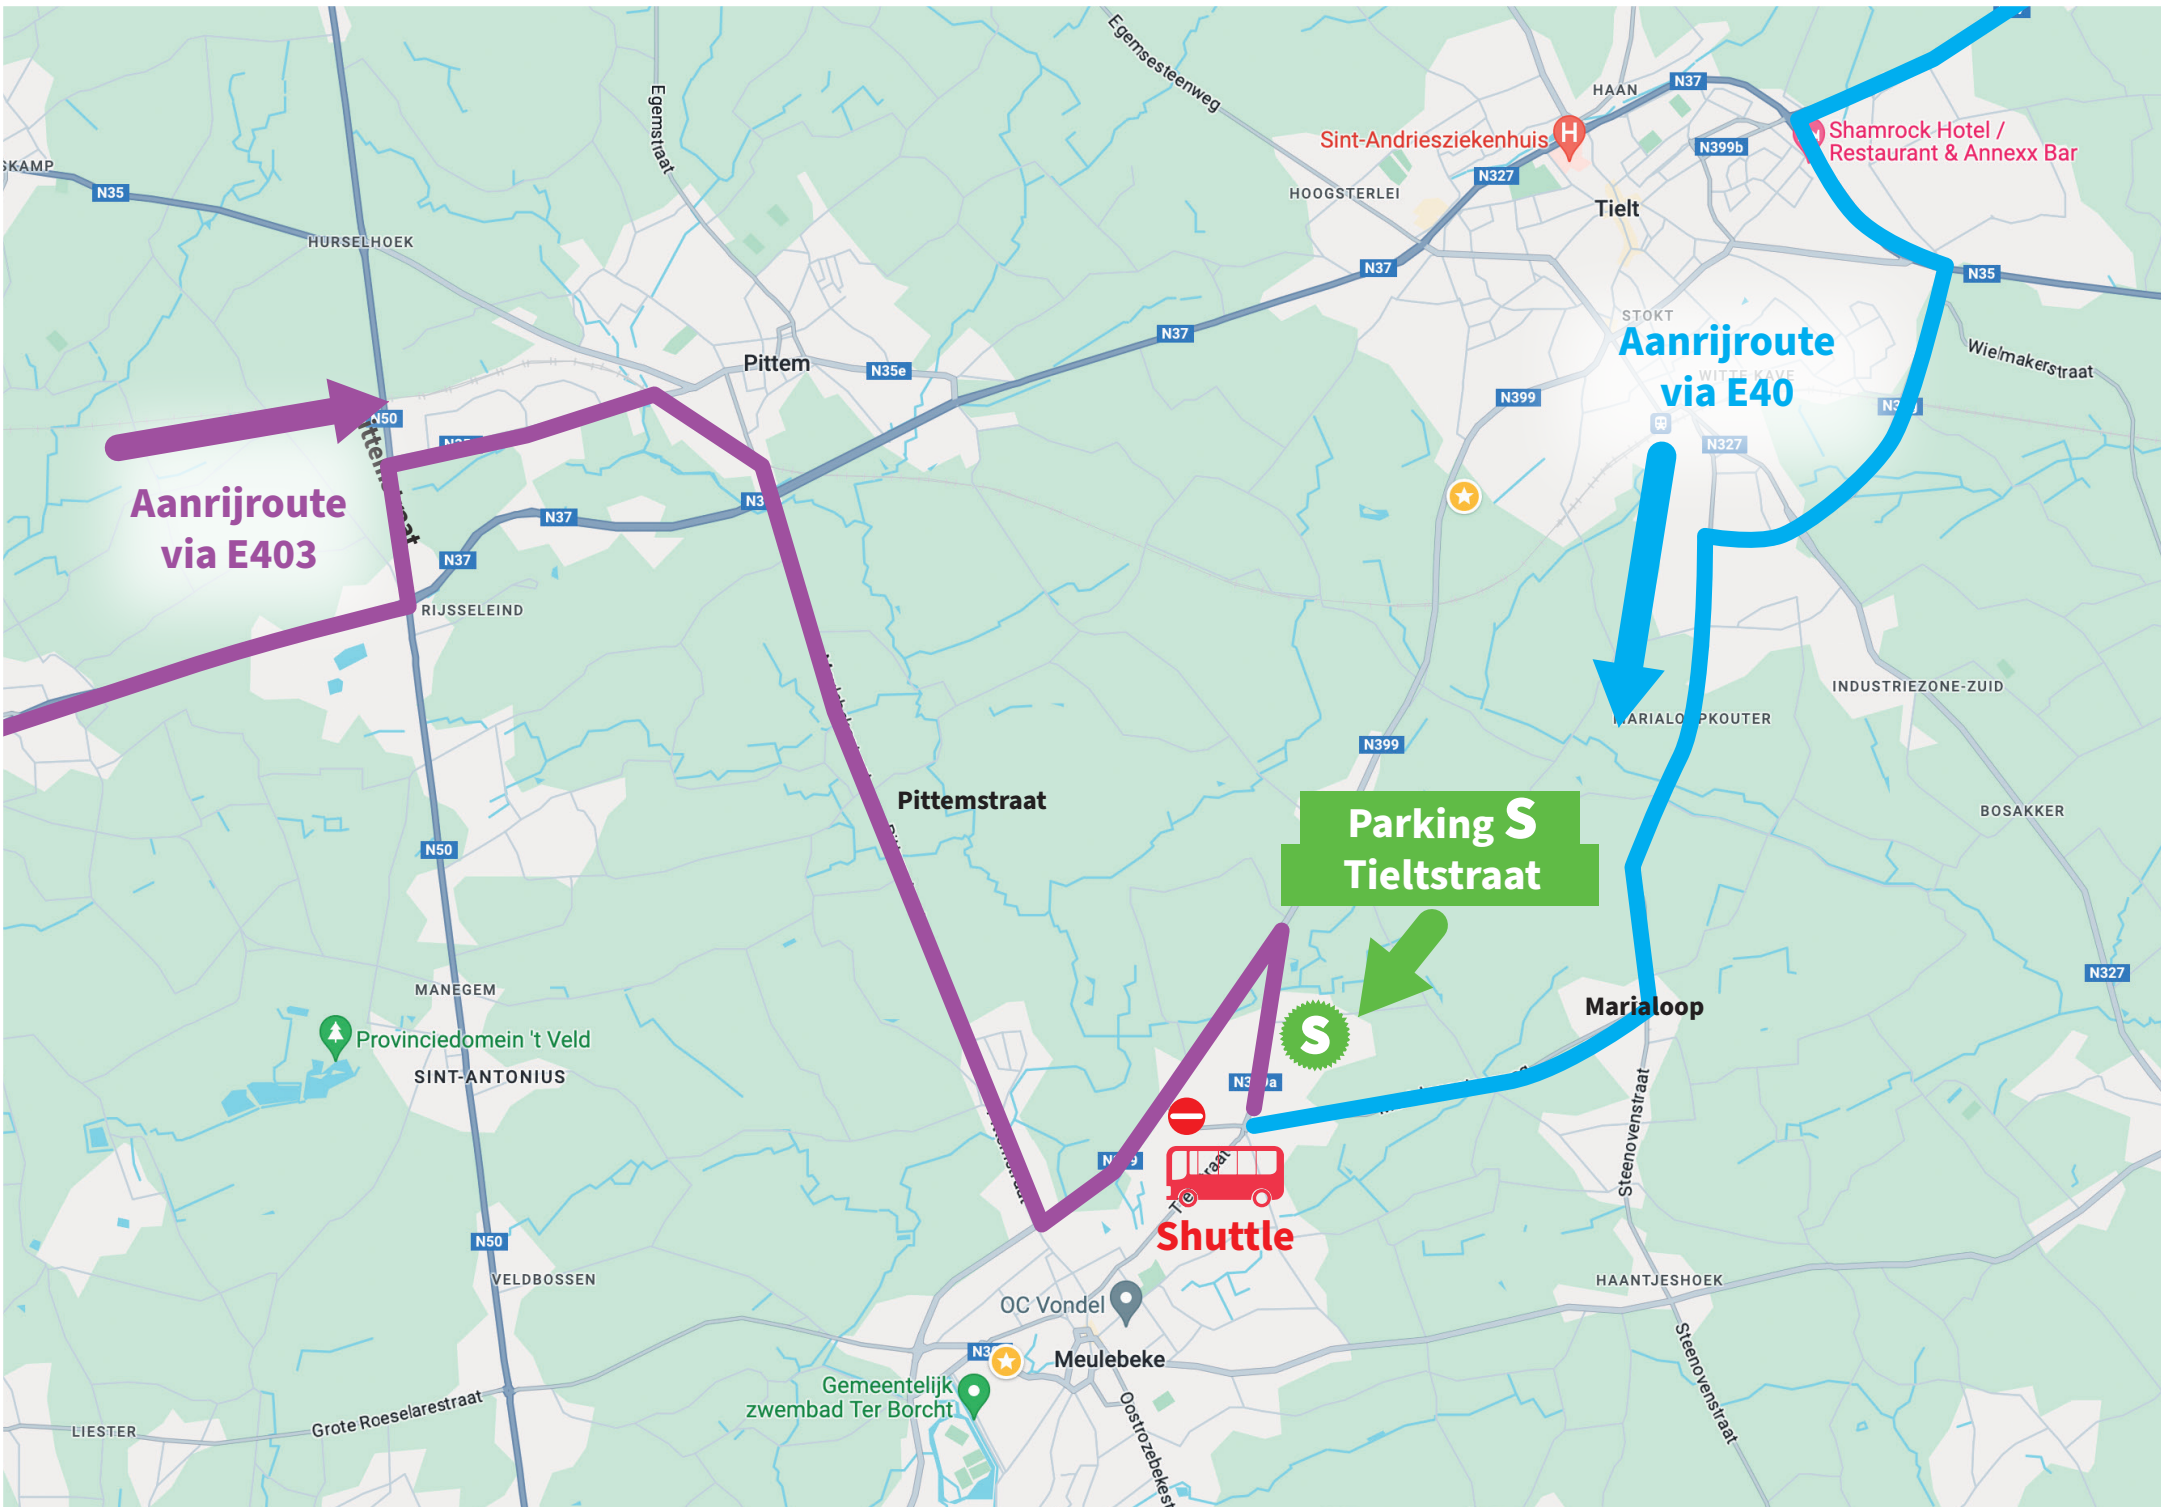 Egemsesteenweg
Egemstraat
HAAN
N37
Sint-Andriesziekenhuis
H
N399b
Shamrock Hotel /
Restaurant & Annexx Bar
N35
N327
HOOGSTERLEI
Tielt
HURSELHOEK
N37
N35
STOKT
Aanrijroute
via E40
WITTE KAVE
Wielmakerstraat
N37
Pittem
N35e
N399
N50
N327
Aanrijroute
via E403
N37
N37
RIJSSELEIND
INDUSTRIEZONE-ZUID
N399
Pittemstraat
Parking S
Tieltstraat
BOSAKKER
N50
N327
MANEGEM
Marialoop
Provinciedomein 't Veld
S
SINT-ANTONIUS
Steenovenstraat
Shuttle
N50
VELDBOSSEN
HAANTJESHOEK
OC Vondel
Meulebeke
Steenovenstraat
Gemeentelijk
zwembad Ter Borcht
Grote Roeselarestraat
LIESTER